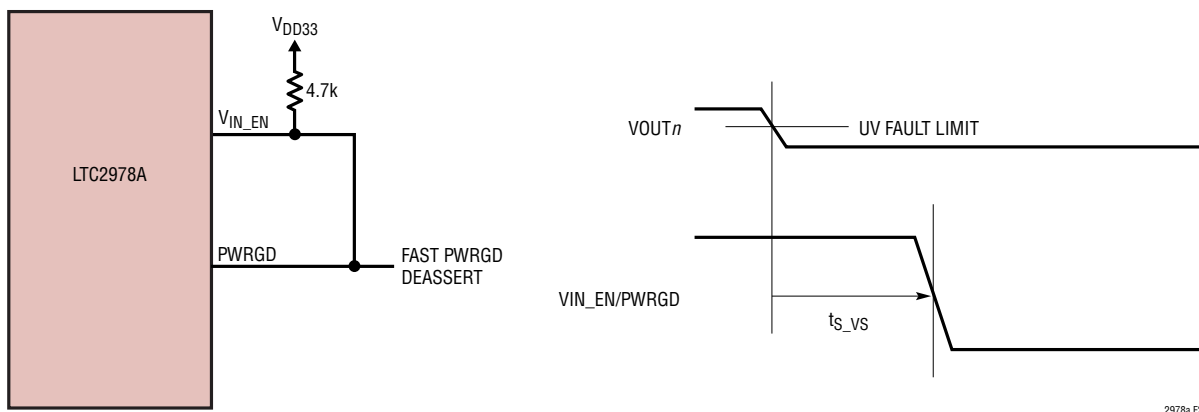 VDD33
4.7k
VIN_EN
LTC2978A
PWRGD
FAST PWRGD
DEASSERT
VOUTn
UV FAULT LIMIT
VIN_EN/PWRGD
tS_VS